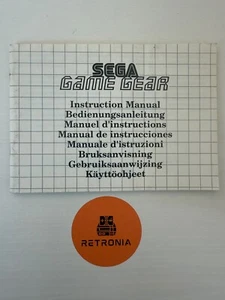 SEGA
GAME GEAR
Instruction Manual
Bedienungsanleitung
Manuel d'instructions
Manual de instrucciones
Manuale d'istruzioni
Bruksanvisning
Gebruiksaanwijzing
Käyttöohjeet
RETRONIA